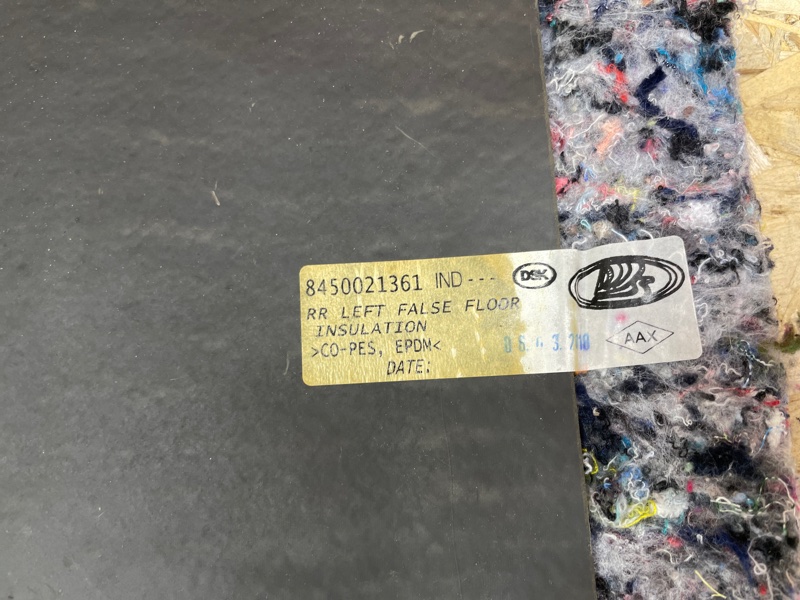 8450021361 IND---
DSK
RR LEFT FALSE FLOOR
INSULATION
>CO-PES, EPDM<
AAX
DATE: